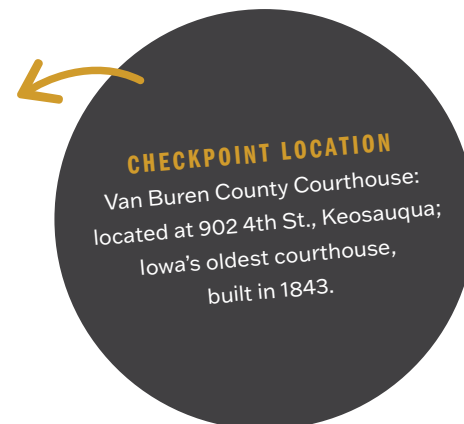 CHECKPOINT LOCATION
Van Buren County Courthouse:
located at 902 4th St., Keosauqua;
Iowa’s oldest courthouse,
built in 1843.